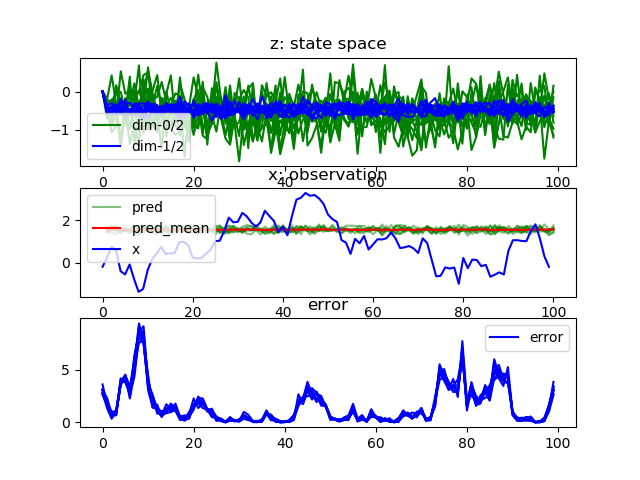 z: state space
0
−1
dim-0/2
dim-1/2
0 20 40 60 80 100
x: observation
2
0
pred
pred_mean
x
0 20 40 60 80 100
error
5
0
error
0 20 40 60 80 100